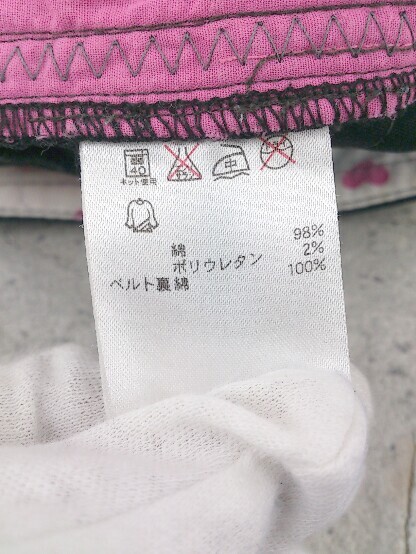 40
ネット使用
中
綿 98%
ポリウレタン 2%
ベルト裏 綿 100%